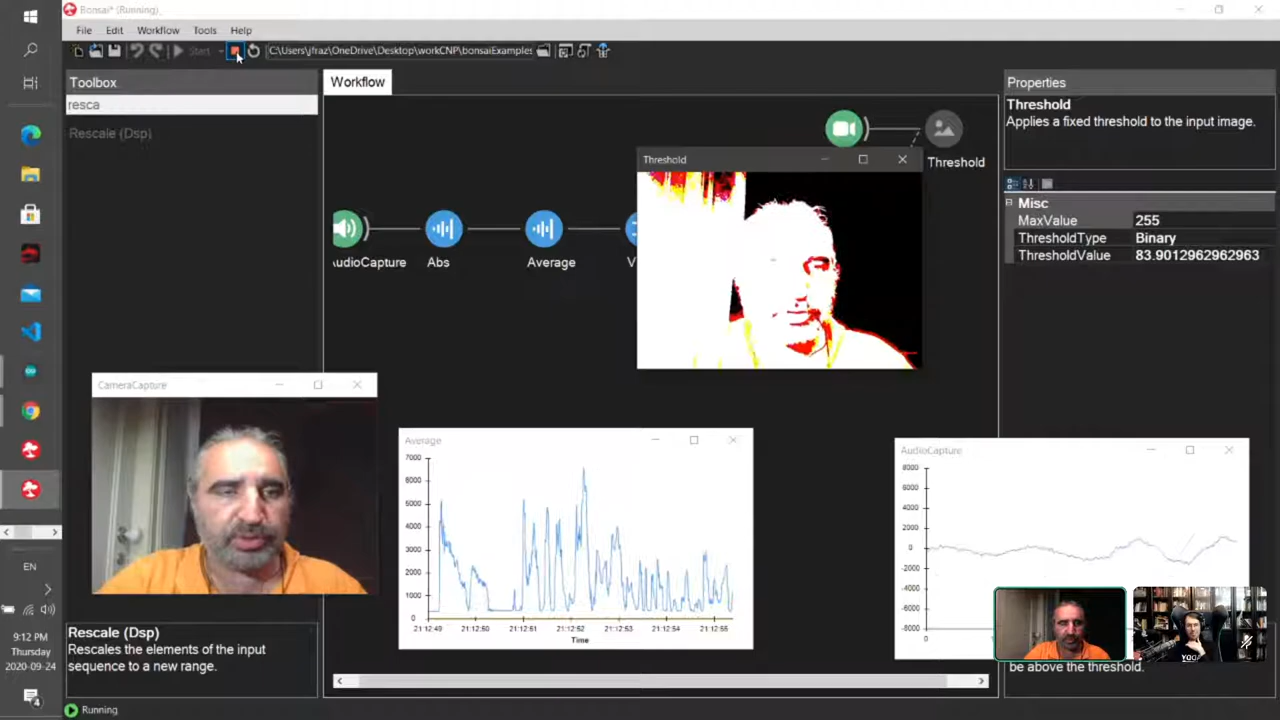 Bonsai* (Running)
File Edit Workflow Tools Help
Start
C:\Users\jfraz\OneDrive\Desktop\workCNP\bonsaiExamples
Toolbox
resca
Rescale (Dsp)
Workflow
Threshold
AudioCapture
Abs
Average
V
Threshold
Properties
Threshold
Applies a fixed threshold to the input image.
Misc
MaxValue 255
ThresholdType Binary
ThresholdValue 83.9012962962963
CameraCapture
Average
7000
6000
5000
4000
3000
2000
1000
0
21:12:49 21:12:50 21:12:51 21:12:52 21:12:53 21:12:54 21:12:55
Time
AudioCapture
8000
6000
4000
2000
0
-2000
-4000
-6000
-8000
0
be above the threshold.
Rescale (Dsp)
Rescales the elements of the input
sequence to a new range.
Running
EN
9:12 PM
Thursday
2020-09-24
4